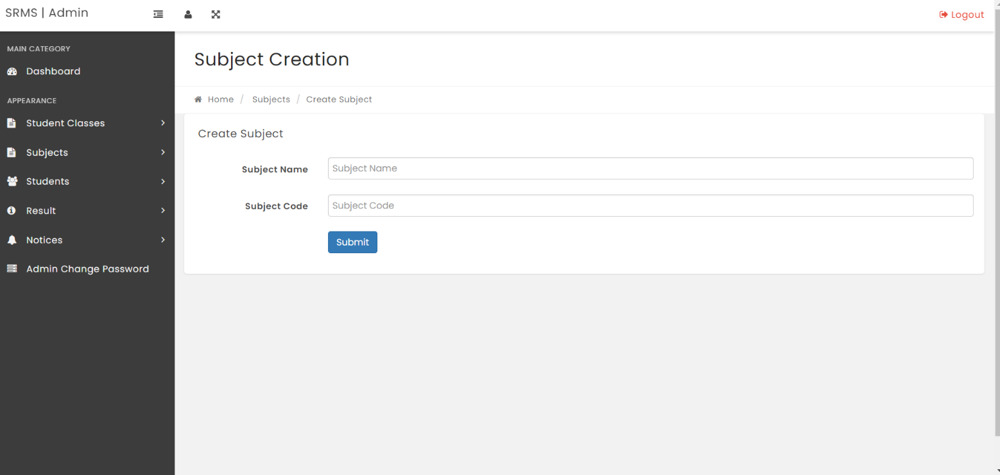 SRMS | Admin
Logout
MAIN CATEGORY
Dashboard
APPEARANCE
Student Classes
Subjects
Students
Result
Notices
Admin Change Password
Subject Creation
Home / Subjects / Create Subject
Create Subject
Subject Name Subject Name
Subject Code Subject Code
Submit